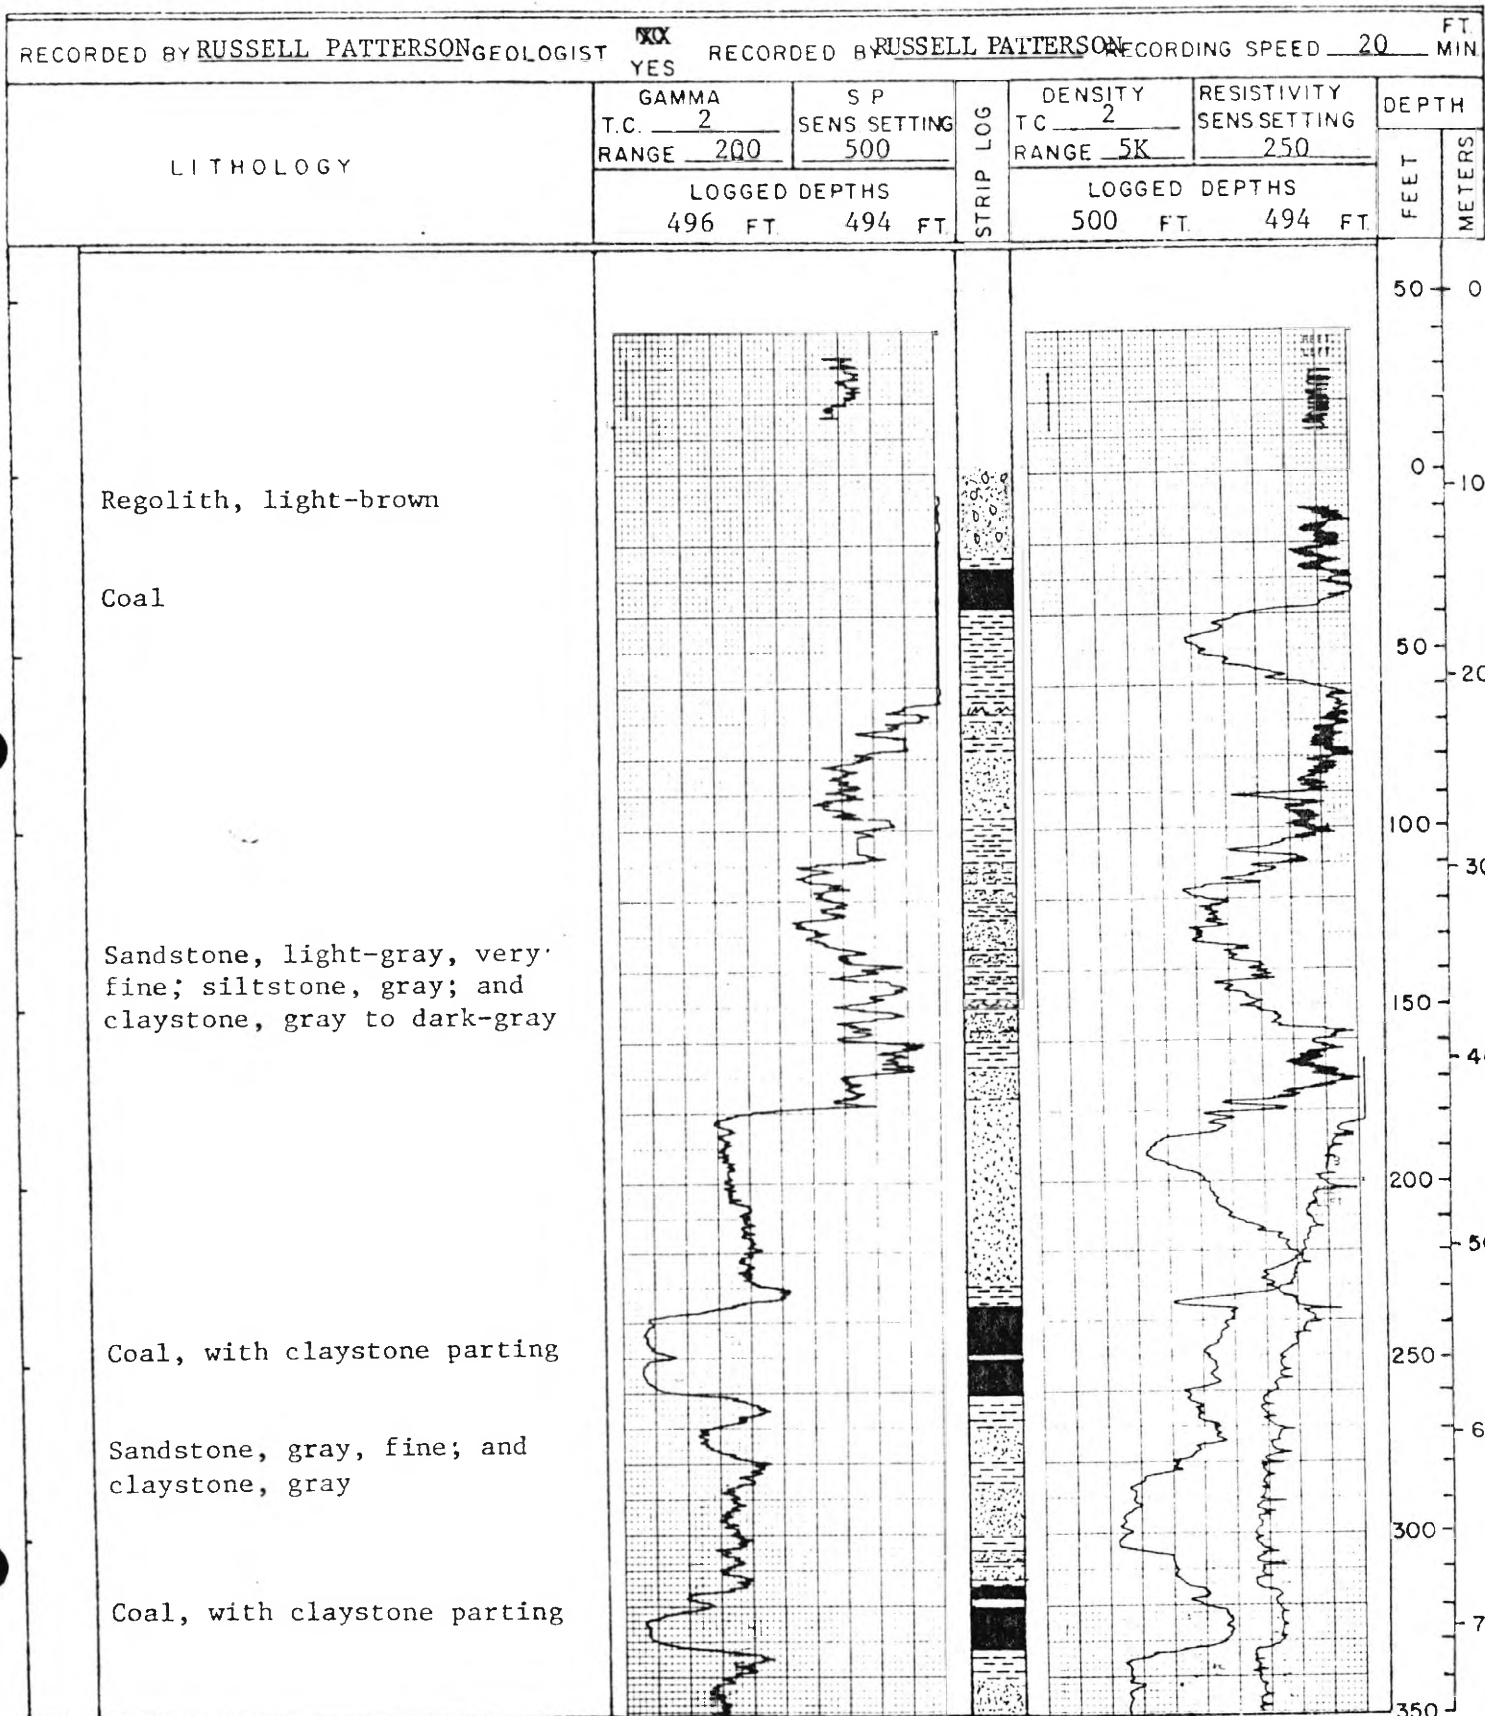 RECORDED BY RUSSELL PATTERSON GEOLOGIST XXX YES RECORDED BY RUSSELL PATTERSON RECORDING SPEED 20 FT. MIN.
LITHOLOGY
GAMMA
T.C. 2
RANGE 200
S P
SENS SETTING
500
LOGGED DEPTHS
496 FT. 494 FT.
STRIP LOG
DENSITY
T C 2
RANGE 5K
RESISTIVITY
SENS SETTING
250
LOGGED DEPTHS
500 FT. 494 FT.
DEPTH
FEET
METERS
50 0
0 10
Regolith, light-brown
Coal
50
20
100
30
Sandstone, light-gray, very
fine; siltstone, gray; and
claystone, gray to dark-gray
150
200
Coal, with claystone parting
250
Sandstone, gray, fine; and
claystone, gray
300
Coal, with claystone parting
350